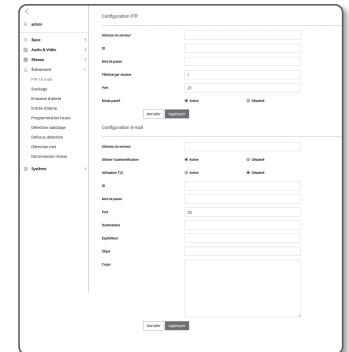 admin
Basic
Audio & Vidéo
Réseau
Événement
FTP / E-mail
Stockage
Emission d'alerte
Entrée d'alerte
Programmation heure
Détection sabotage
Defocus detection
Détection mvt
Déconnexion réseau
Système
Configuration FTP
Adresse du serveur
ID
Mot de passe
Télécharger dossier /
Port 21
Mode passif Activé Désactivé
Annuler Appliquer
Configuration E-mail
Adresse du serveur
Utiliser l'authentification Activé Désactivé
Utilisation TLS Activé Désactivé
ID
Mot de passe
Port 25
Destinataire
Expéditeur
Objet
Corps
Annuler Appliquer